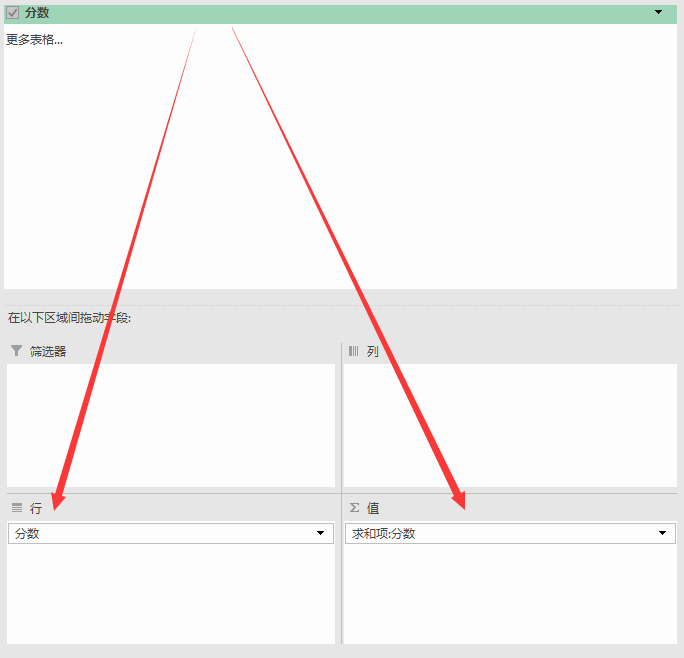 分数
更多表格...
在以下区域间拖动字段:
筛选器
列
行
值
分数
求和项:分数